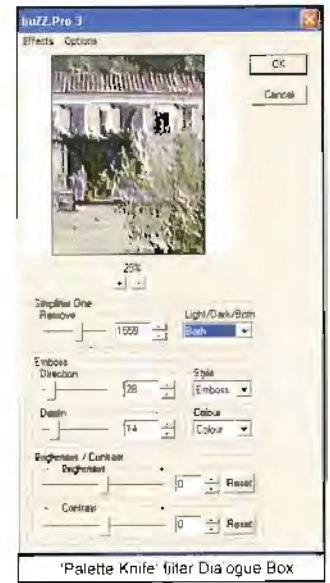 buZZ.Pro 3
Effects Options
OK
Cancel
25%
+ -
Simplifier One
Remove Light/Dark/Both
1559 Both
Emboss
Direction Style
28 Emboss
Depth Colour
14 Colour
Brightness / Contrast
- Brightness +
0 Reset
- Contrast +
0 Reset
'Palette Knife' filter Dialogue Box